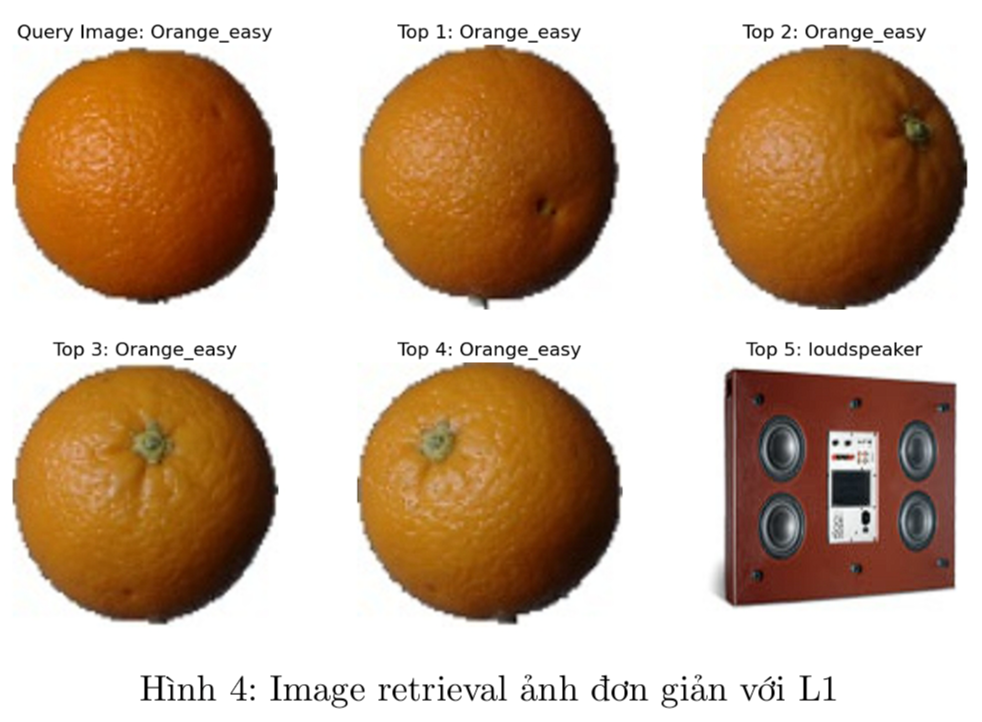 Query Image: Orange_easy
Top 1: Orange_easy
Top 2: Orange_easy
Top 3: Orange_easy
Top 4: Orange_easy
Top 5: loudspeaker
Hình 4: Image retrieval ảnh đơn giản với L1